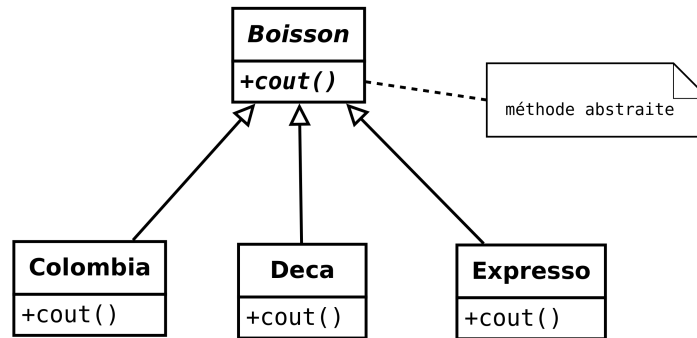 Boisson
+cout()
méthode abstraite
Colombia
Deca
Expresso
+cout()
+cout()
+cout()